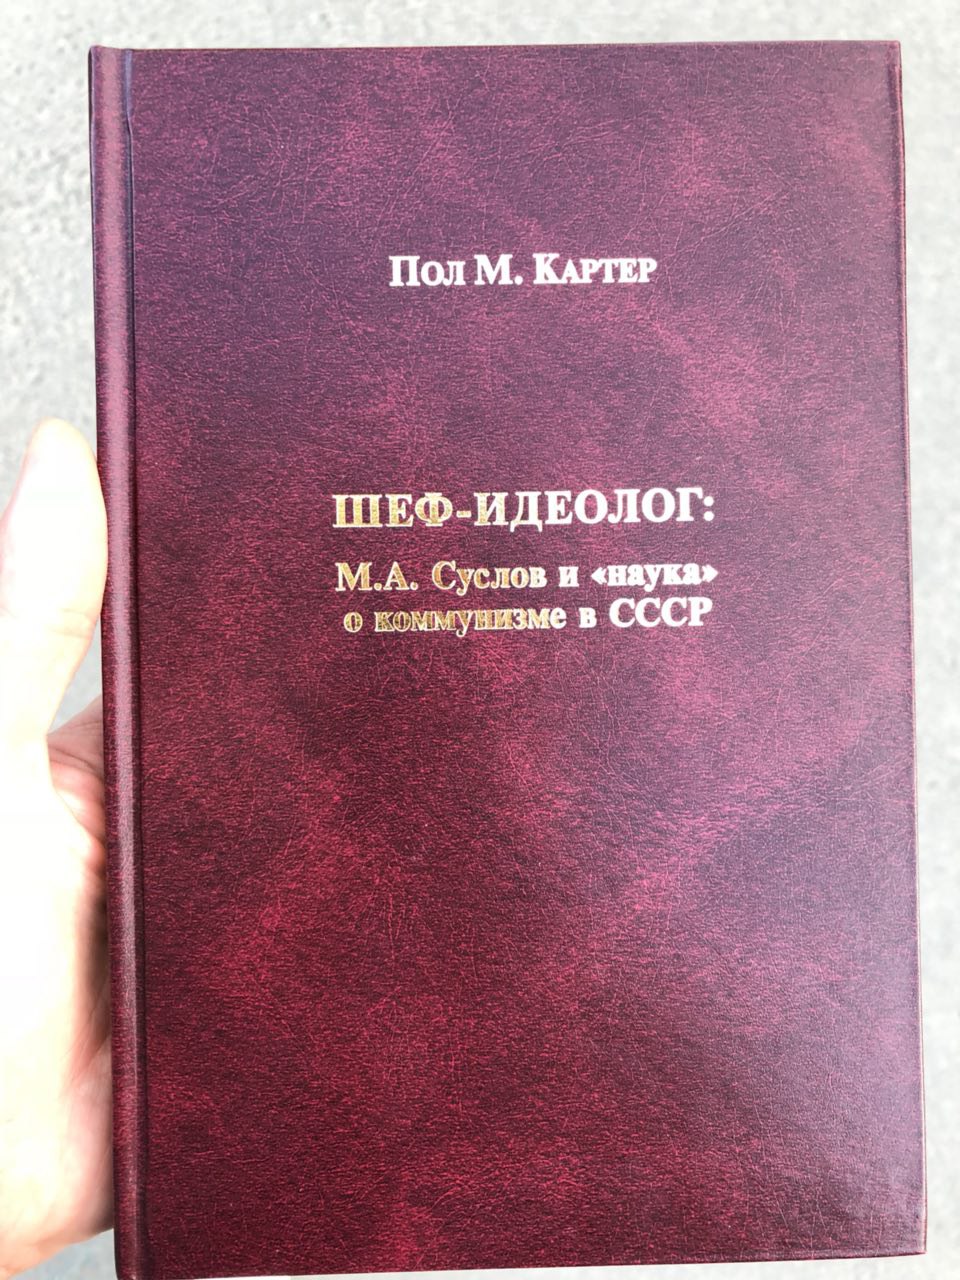 Пол М. Картер
ШЕФ-ИДЕОЛОГ:
М.А. Суслов и «наука»
о коммунизме в СССР